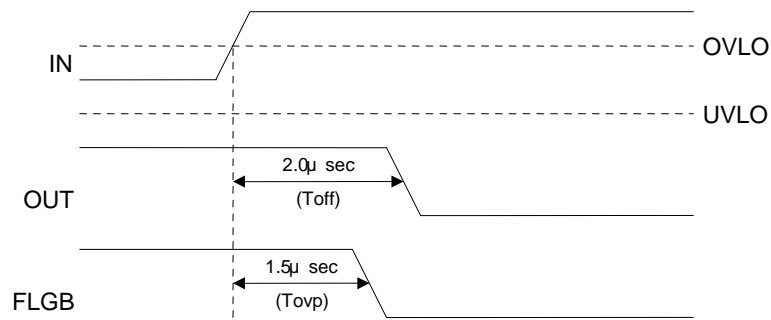 IN
OVLO
UVLO
OUT
2.0μ sec
(Toff)
FLGB
1.5μ sec
(Tovp)